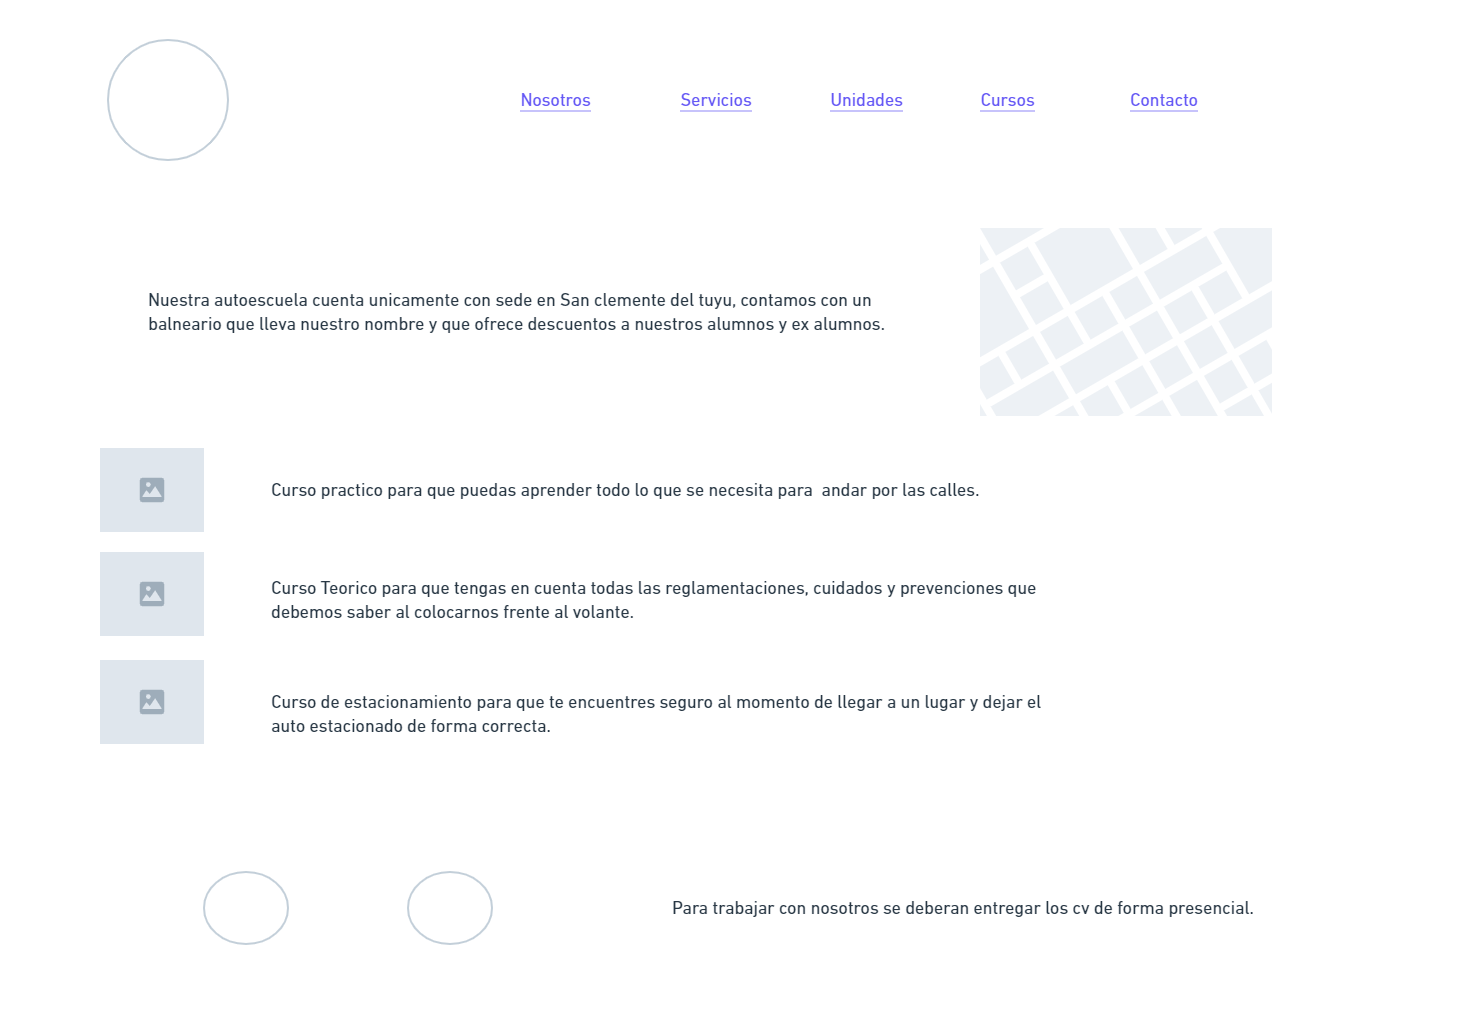 Nosotros Servicios Unidades Cursos Contacto
Nuestra autoescuela cuenta unicamente con sede en San clemente del tuyu, contamos con un
balneario que lleva nuestro nombre y que ofrece descuentos a nuestros alumnos y ex alumnos.
Curso practico para que puedas aprender todo lo que se necesita para  andar por las calles.
Curso Teorico para que tengas en cuenta todas las reglamentaciones, cuidados y prevenciones que
debemos saber al colocarnos frente al volante.
Curso de estacionamiento para que te encuentres seguro al momento de llegar a un lugar y dejar el
auto estacionado de forma correcta.
Para trabajar con nosotros se deberan entregar los cv de forma presencial.